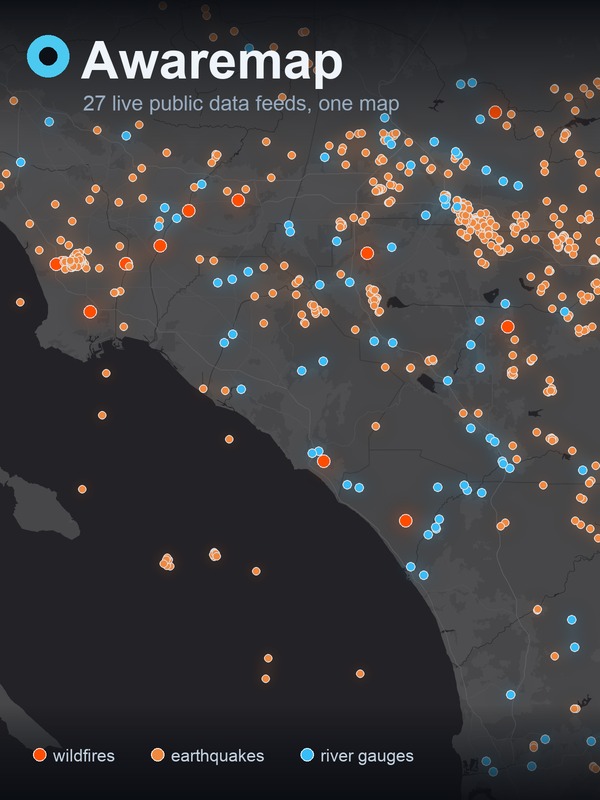 Awaremap
27 live public data feeds, one map
wildfires
earthquakes
river gauges